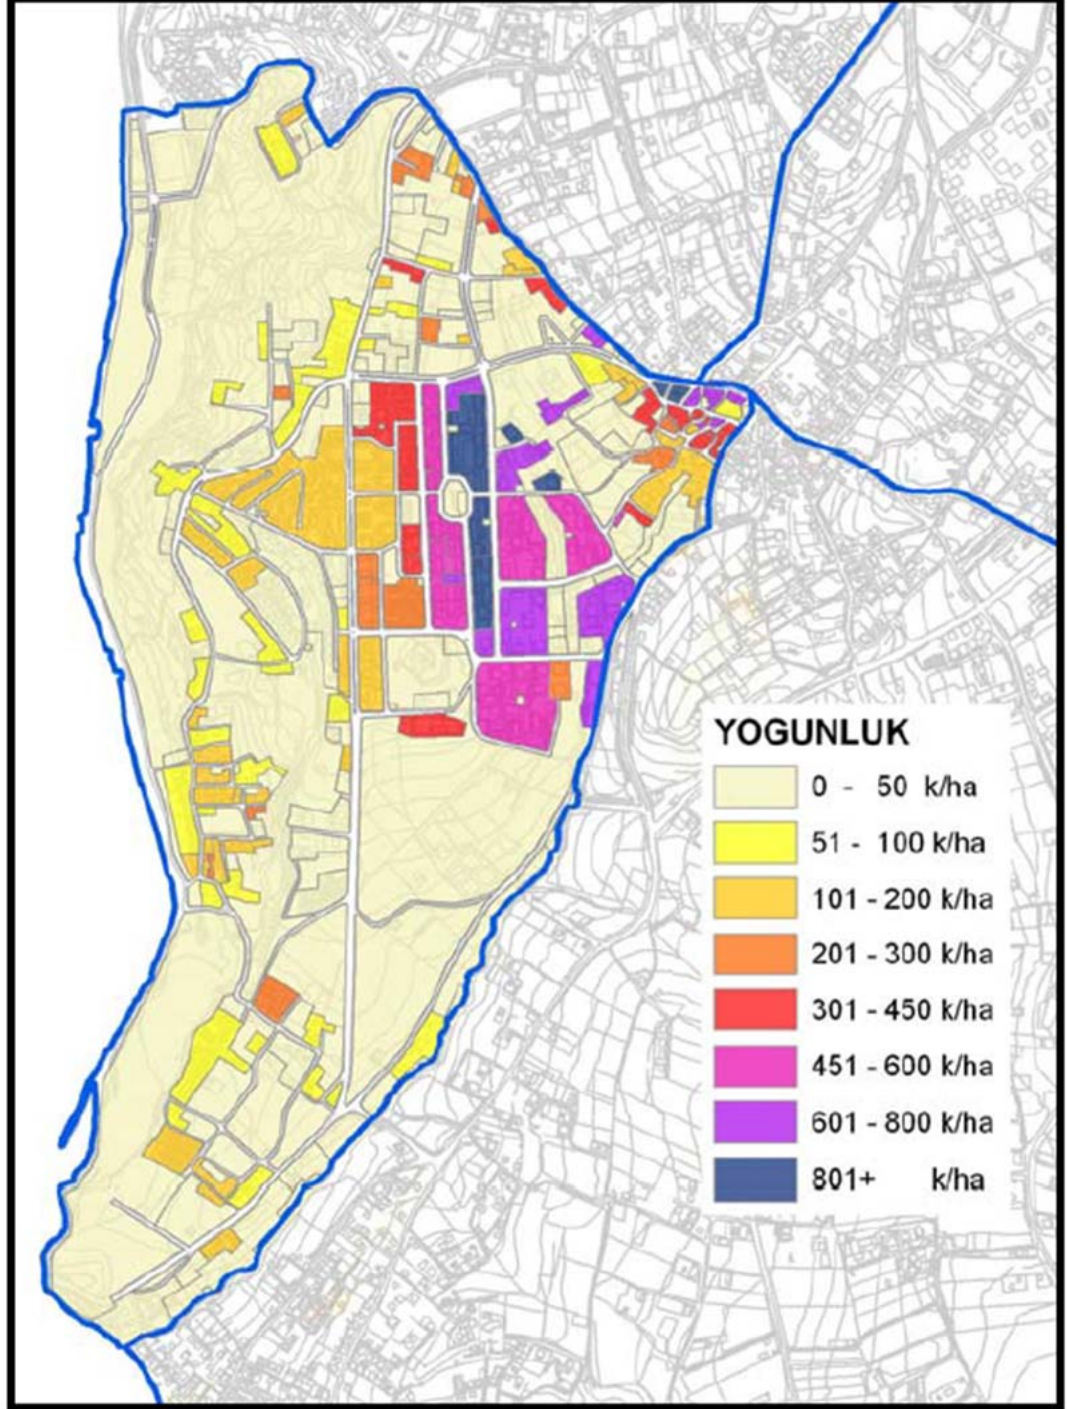 YOGUNLUK
0 - 50 k/ha
51 - 100 k/ha
101 - 200 k/ha
201 - 300 k/ha
301 - 450 k/ha
451 - 600 k/ha
601 - 800 k/ha
801+ k/ha